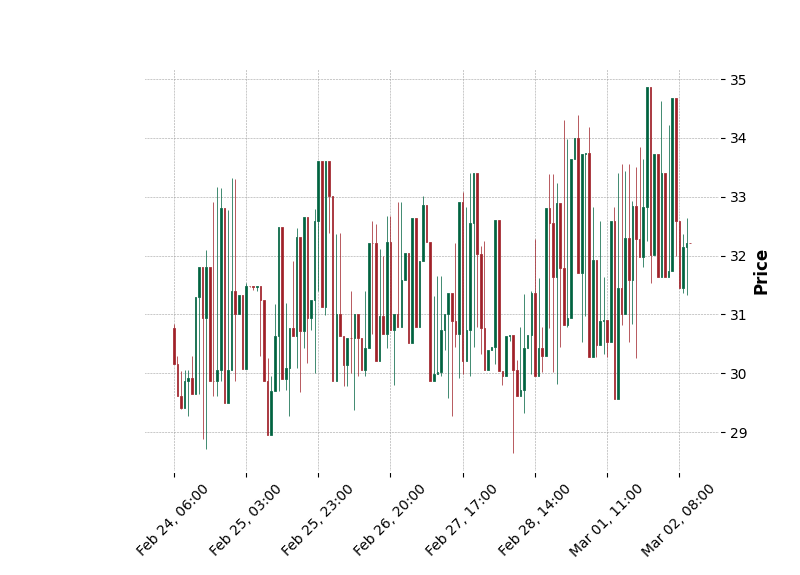 35
34
33
32
31
30
29
Price
Feb 24, 06:00
Feb 25, 03:00
Feb 25, 23:00
Feb 26, 20:00
Feb 27, 17:00
Feb 28, 14:00
Mar 01, 11:00
Mar 02, 08:00